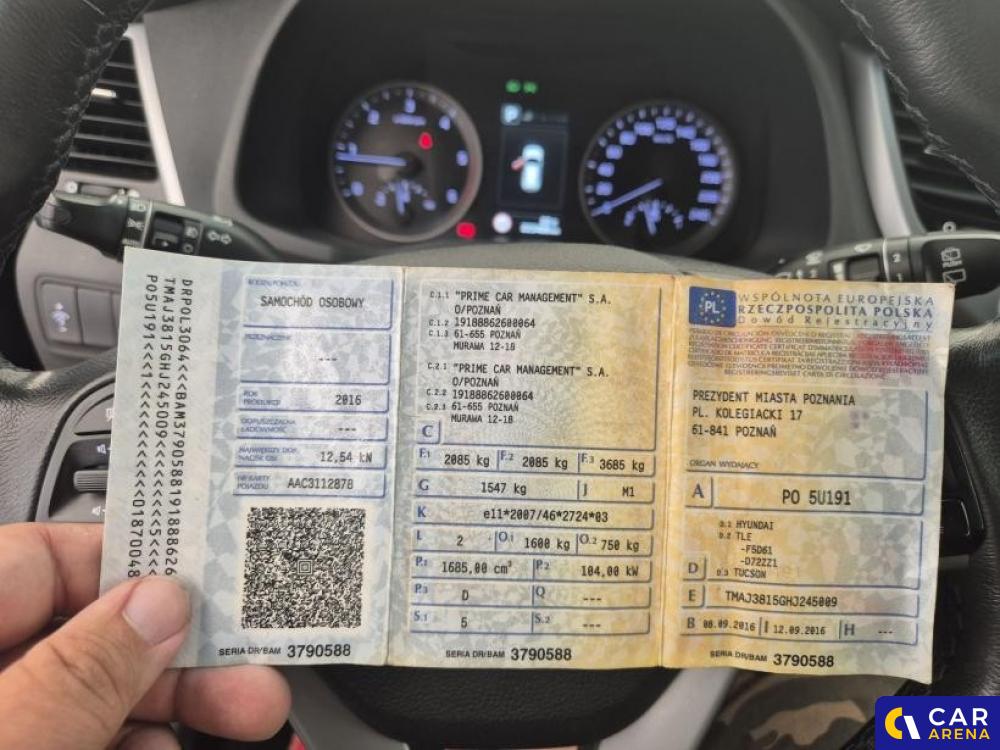 DRPOL3064<<<BAM3790588191888626
TMAJ3815GHJ245009<<<<<<<<5<<<<
PO5U191<<<1<<<<<<<<<<<<0187004
RODZAJ POJAZDU
SAMOCHÓD OSOBOWY
PRZEZNACZENIE
---
ROK PRODUKCJI
2016
DOPUSZCZALNA ŁADOWNOŚĆ
---
NAJWIĘKSZY DOP. NACISK OSI
12,54 kN
NR KARTY POJAZDU
AAC3112878
SERIA DR/BAM 3790588
C.1.1 "PRIME CAR MANAGEMENT" S.A.
O/POZNAŃ
C.1.2 19188862600064
C.1.3 61-655 POZNAŃ
MURAWA 12-18
C.2.1 "PRIME CAR MANAGEMENT" S.A.
O/POZNAŃ
C.2.2 19188862600064
C.2.3 61-655 POZNAŃ
MURAWA 12-18
C
F.1 2085 kg F.2 2085 kg F.3 3685 kg
G 1547 kg J M1
K e11*2007/46*2724*03
L 2 O.1 1600 kg O.2 750 kg
P.1 1685,00 cm³ P.2 104,00 kW
P.3 D Q ---
S.1 5 S.2 ---
SERIA DR/BAM 3790588
PL
WSPÓLNOTA EUROPEJSKA
RZECZPOSPOLITA POLSKA
Dowód Rejestracyjny
PREZYDENT MIASTA POZNANIA
PL. KOLEGIACKI 17
61-841 POZNAŃ
ORGAN WYDAJĄCY
A PO 5U191
D.1 HYUNDAI
D.2 TLE
-F5D61
-D72Z1
D D.3 TUCSON
E TMAJ3815GHJ245009
B 08.09.2016 I 12.09.2016 H ---
SERIA DR/BAM 3790588
CAR
ARENA